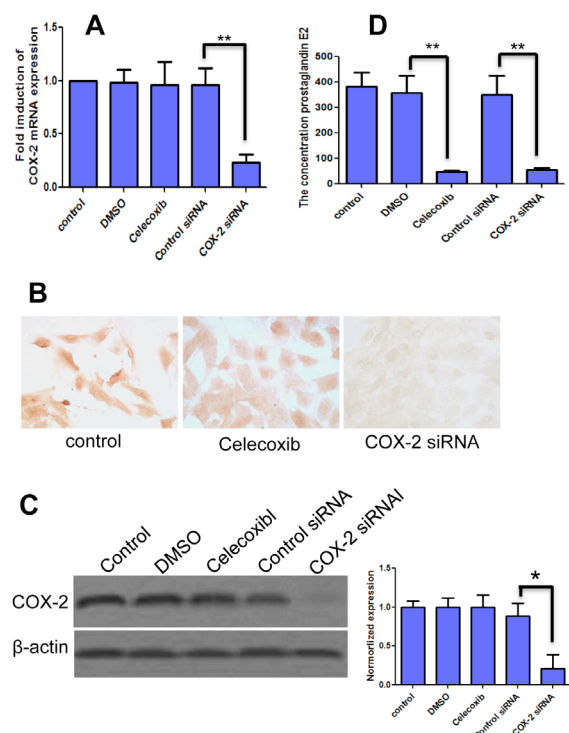 A
Fold imduction of
COX-2 mRNA expression
1.5
1.0
0.5
0.0
**
control
DMSO
Celecoxib
Control siRNA
COX-2 siRNA
D
The concentration prostaglandin E2
500
400
300
200
100
0
**
**
control
DMSO
Celecoxib
Control siRNA
COX-2 siRNA
B
control
Celecoxib
COX-2 siRNA
C
Control
DMSO
Celecoxibl
Control siRNA
COX-2 siRNAI
COX-2
β-actin
Normorlized expression
1.5
1.0
0.5
0.0
*
control
DMSO
Celecoxib
Control siRNA
COX-2 siRNA